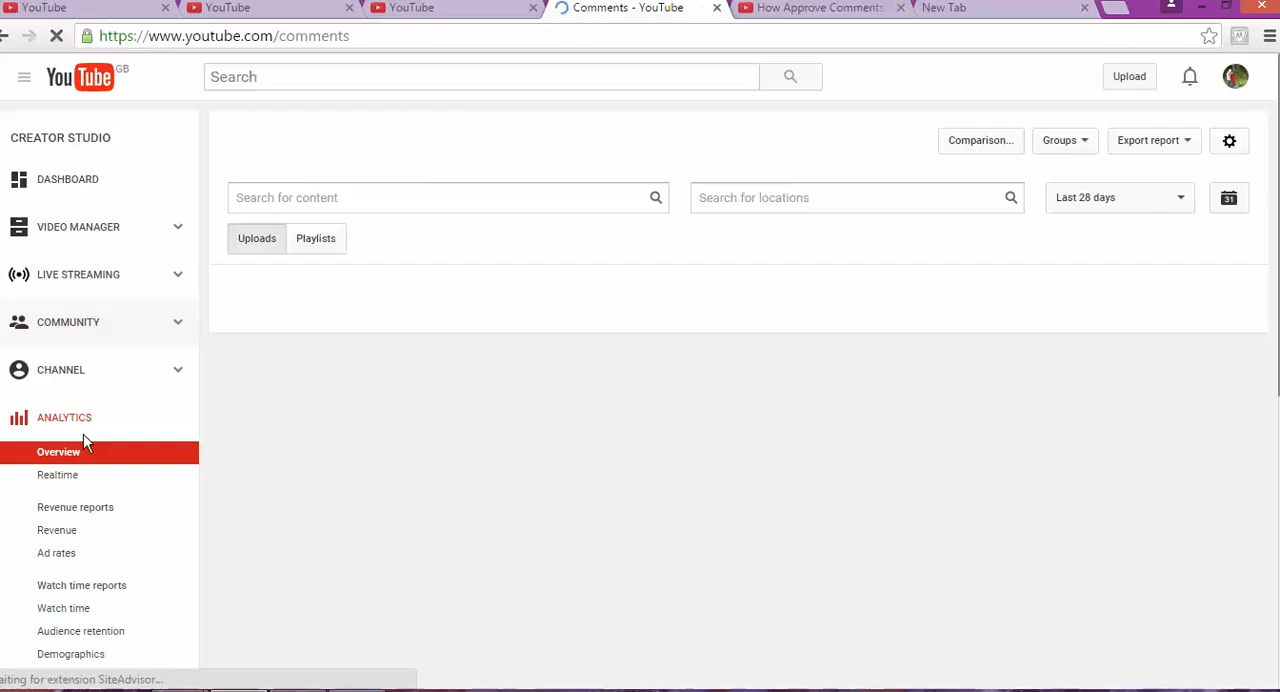 YouTube YouTube YouTube Comments - YouTube How Approve Comments New Tab
https://www.youtube.com/comments
YouTube GB Search Upload
CREATOR STUDIO
DASHBOARD
VIDEO MANAGER
LIVE STREAMING
COMMUNITY
CHANNEL
ANALYTICS
Overview
Realtime
Revenue reports
Revenue
Ad rates
Watch time reports
Watch time
Audience retention
Demographics
Comparison... Groups Export report
Search for content Search for locations Last 28 days 31
Uploads Playlists
aiting for extension SiteAdvisor...